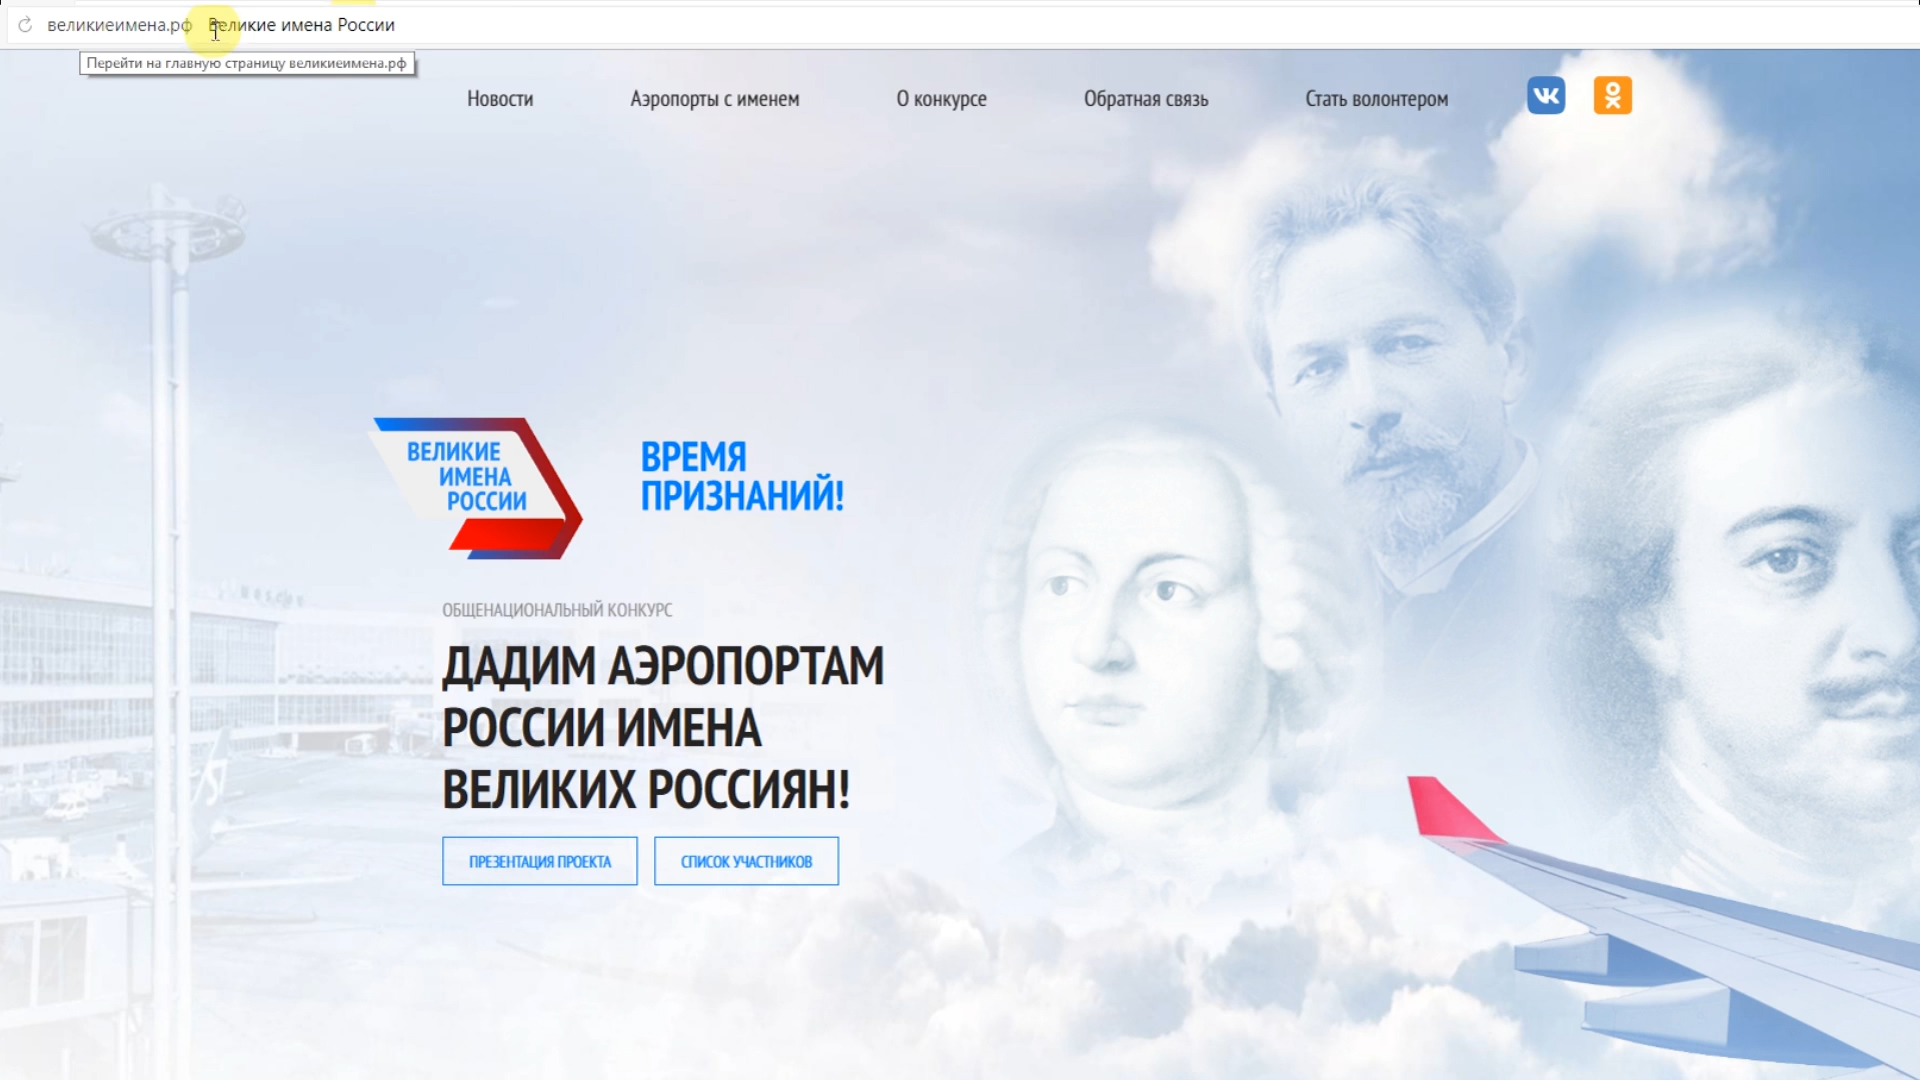 великиеимена.рф Великие имена России
Перейти на главную страницу великиеимена.рф
Новости Аэропорты с именем О конкурсе Обратная связь Стать волонтером
ВЕЛИКИЕ
ИМЕНА
РОССИИ
ВРЕМЯ
ПРИЗНАНИЙ!
ОБЩЕНАЦИОНАЛЬНЫЙ КОНКУРС
ДАДИМ АЭРОПОРТАМ
РОССИИ ИМЕНА
ВЕЛИКИХ РОССИЯН!
ПРЕЗЕНТАЦИЯ ПРОЕКТА СПИСОК УЧАСТНИКОВ